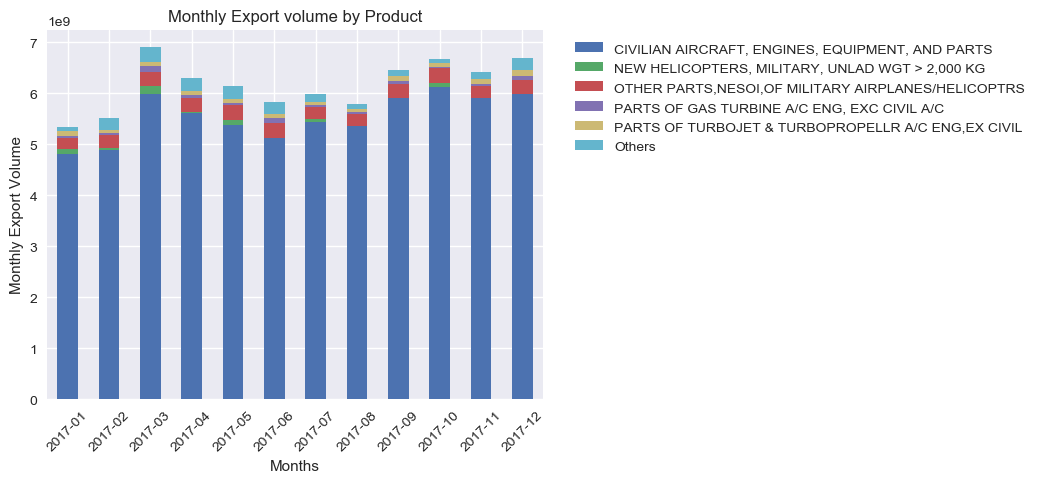 Monthly Export volume by Product
1e9
7
6
5
4
3
2
1
0
Monthly Export Volume
2017-01
2017-02
2017-03
2017-04
2017-05
2017-06
2017-07
2017-08
2017-09
2017-10
2017-11
2017-12
Months
CIVILIAN AIRCRAFT, ENGINES, EQUIPMENT, AND PARTS
NEW HELICOPTERS, MILITARY, UNLAD WGT > 2,000 KG
OTHER PARTS,NESOI,OF MILITARY AIRPLANES/HELICOPTRS
PARTS OF GAS TURBINE A/C ENG, EXC CIVIL A/C
PARTS OF TURBOJET & TURBOPROPELLR A/C ENG,EX CIVIL
Others